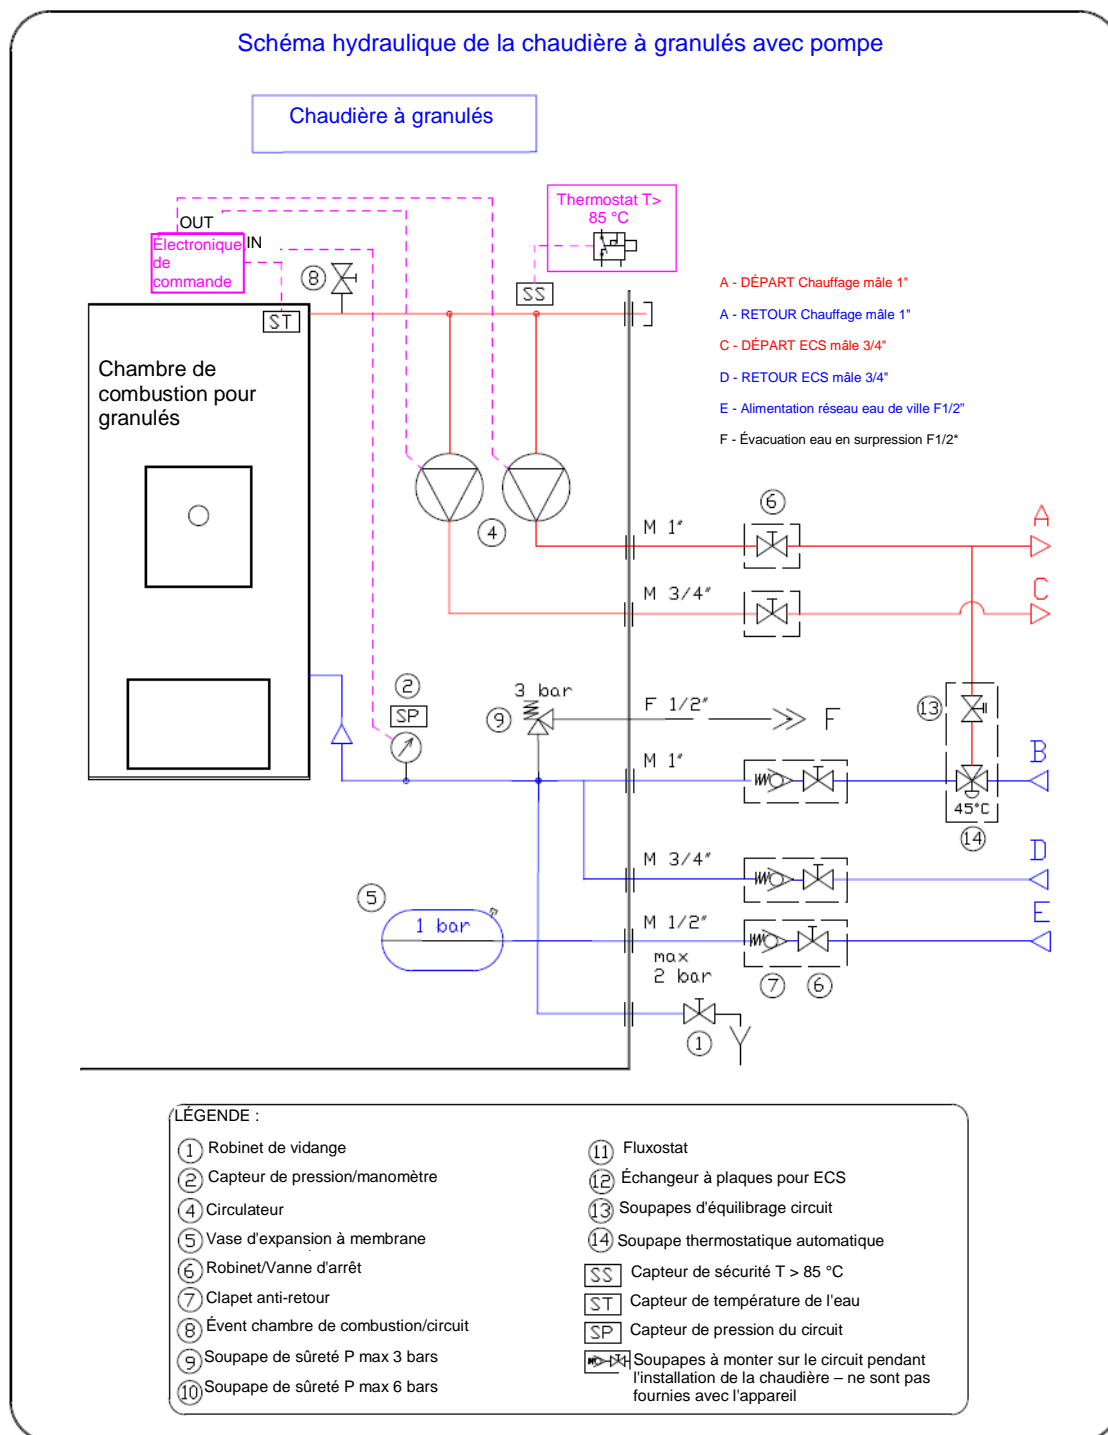 Schéma hydraulique de la chaudière à granulés avec pompe
Chaudière à granulés
Thermostat T>
85 °C
OUT
IN
Électronique
de
commande
8
SS
ST
A - DÉPART Chauffage mâle 1"
A - RETOUR Chauffage mâle 1"
C - DÉPART ECS mâle 3/4"
D - RETOUR ECS mâle 3/4"
E - Alimentation réseau eau de ville F1/2"
F - Évacuation eau en surpression F1/2"
Chambre de
combustion pour
granulés
4
M 1"
6
A
M 3/4"
C
2
SP
3 bar
9
F 1/2"
F
13
M 1"
B
45°C
14
M 3/4"
D
5
1 bar
M 1/2"
E
max
2 bar
7
6
1
LÉGENDE :
1 Robinet de vidange
2 Capteur de pression/manomètre
4 Circulateur
5 Vase d'expansion à membrane
6 Robinet/Vanne d'arrêt
7 Clapet anti-retour
8 Évent chambre de combustion/circuit
9 Soupape de sûreté P max 3 bars
10 Soupape de sûreté P max 6 bars
11 Fluxostat
12 Échangeur à plaques pour ECS
13 Soupapes d'équilibrage circuit
14 Soupape thermostatique automatique
SS Capteur de sécurité T > 85 °C
ST Capteur de température de l'eau
SP Capteur de pression du circuit
Soupapes à monter sur le circuit pendant
l'installation de la chaudière – ne sont pas
fournies avec l'appareil